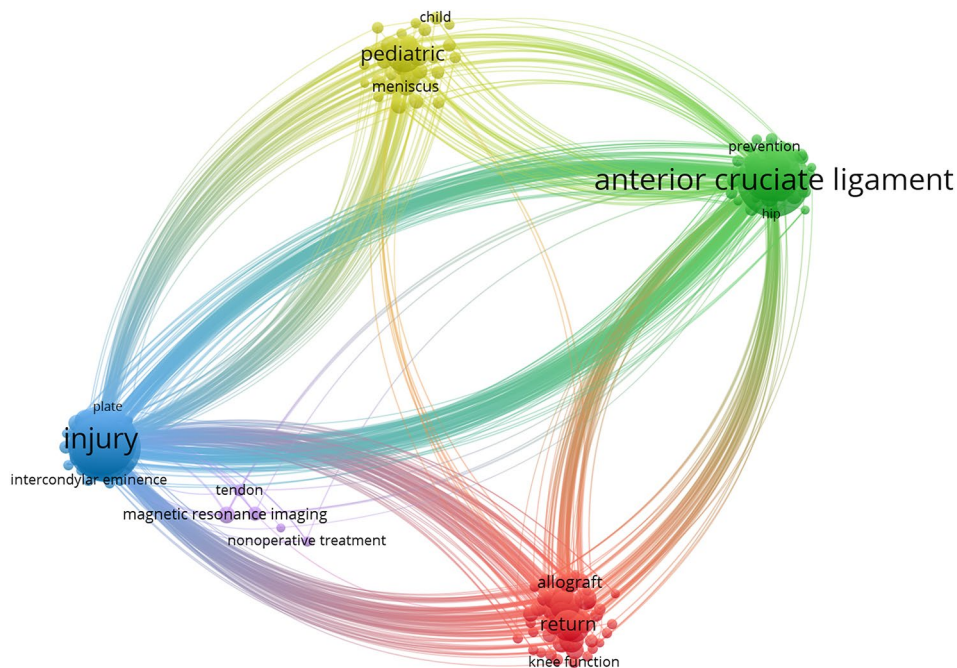 child
pediatric
meniscus
prevention
anterior cruciate ligament
hip
plate
injury
intercondylar eminence
tendon
magnetic resonance imaging
nonoperative treatment
allograft
return
knee function